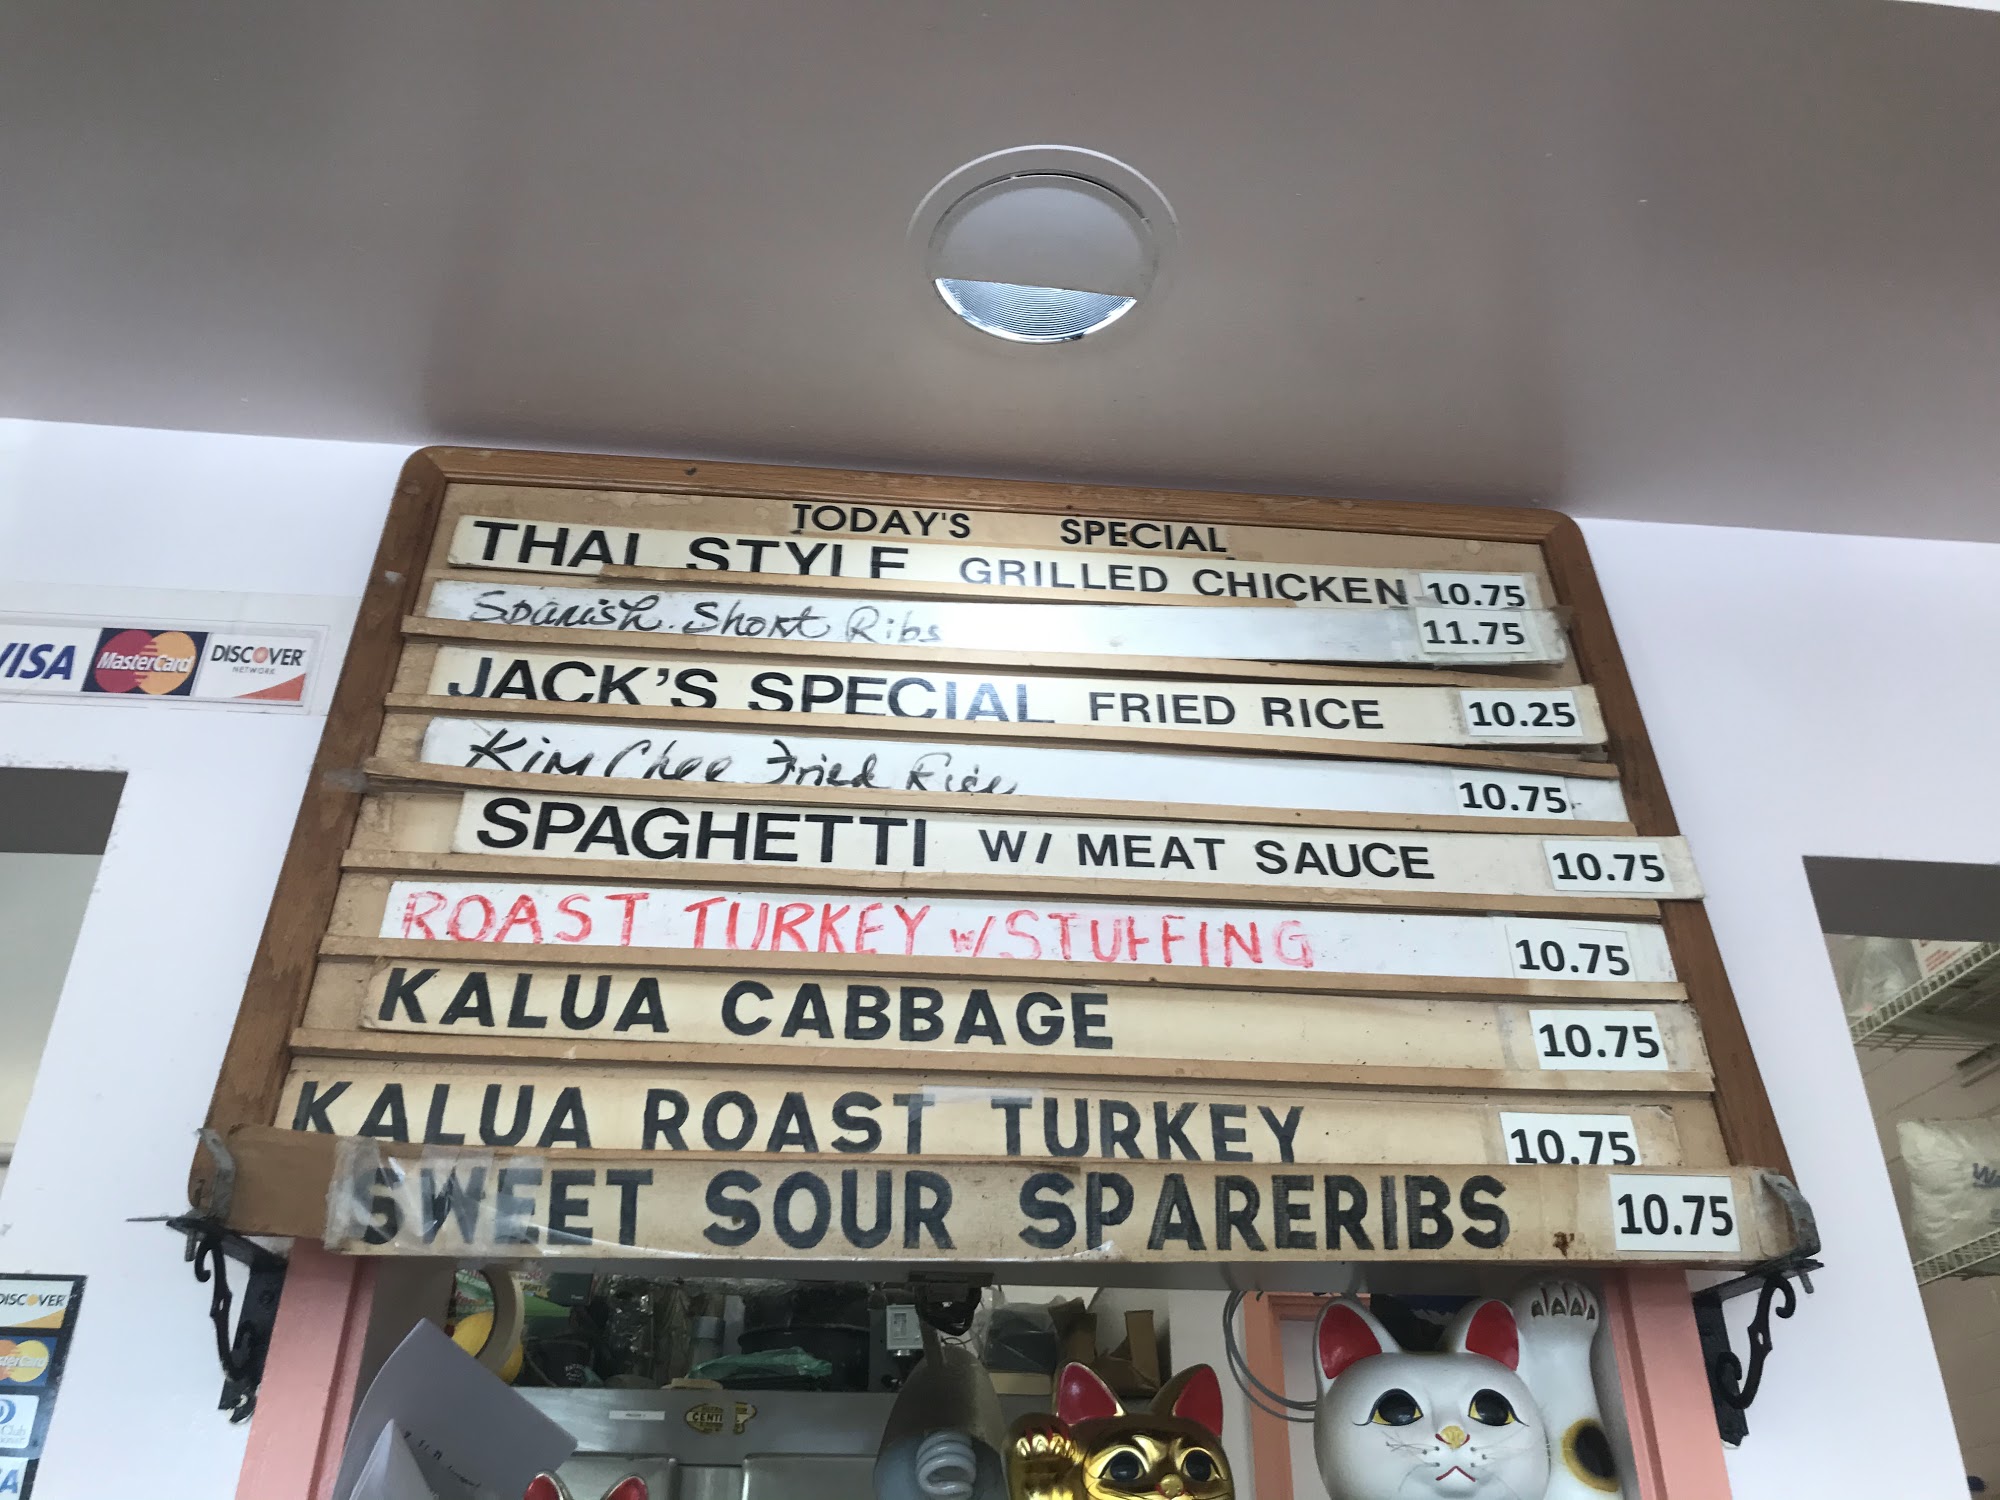 TODAY'S SPECIAL
THAI STYLE GRILLED CHICKEN 10.75
Spanish Short Ribs 11.75
JACK'S SPECIAL FRIED RICE 10.25
Kim Chee Fried Rice 10.75
SPAGHETTI W/ MEAT SAUCE 10.75
ROAST TURKEY W/ STUFFING 10.75
KALUA CABBAGE 10.75
KALUA ROAST TURKEY 10.75
SWEET SOUR SPARERIBS 10.75
VISA MasterCard DISCOVER
NETWORK
DISCOVER